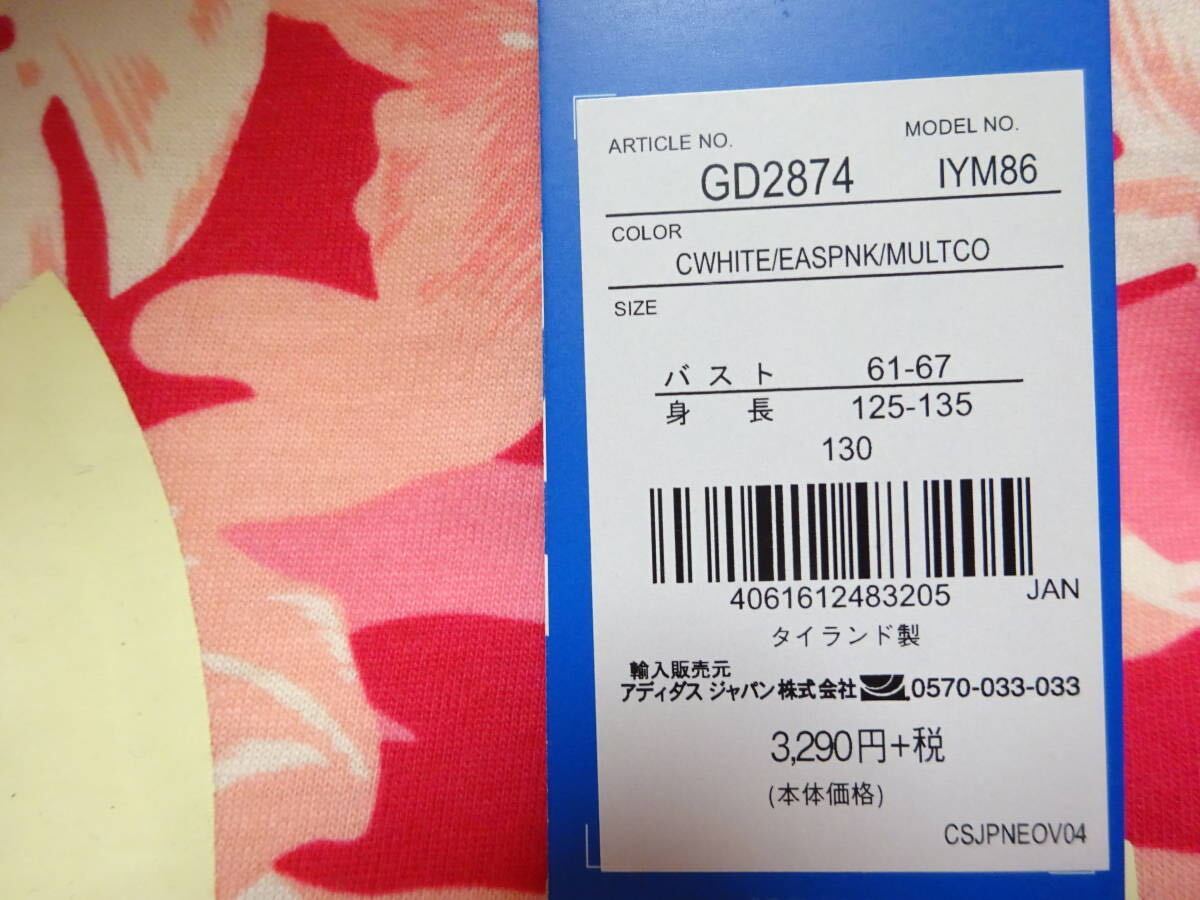 ARTICLE NO. MODEL NO.
GD2874 IYM86
COLOR
CWHITE/EASPNK/MULTCO
SIZE
バスト 61-67
身長 125-135
130
4061612483205 JAN
タイランド製
輸入販売元
アディダス ジャパン株式会社 0570-033-033
3,290円+税
(本体価格)
CSJPNEOV04